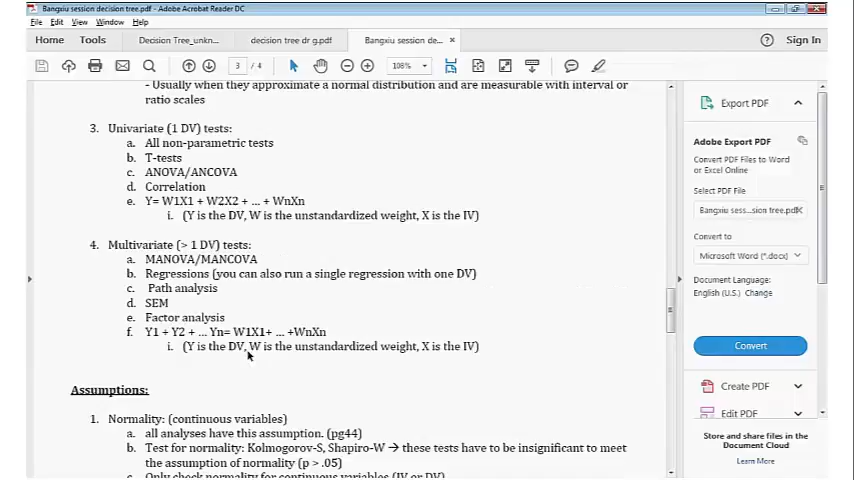 Bangxiu session decision tree.pdf - Adobe Acrobat Reader DC
File Edit View Window Help
Home Tools Decision Tree_unkn... decision tree dr g.pdf Bangxiu session de... × Sign In
3 / 4 108%
- Usually when they approximate a normal distribution and are measurable with interval or
ratio scales
3. Univariate (1 DV) tests:
a. All non-parametric tests
b. T-tests
c. ANOVA/ANCOVA
d. Correlation
e. Y= W1X1 + W2X2 + ... + WnXn
i. (Y is the DV, W is the unstandardized weight, X is the IV)
4. Multivariate (> 1 DV) tests:
a. MANOVA/MANCOVA
b. Regressions (you can also run a single regression with one DV)
c. Path analysis
d. SEM
e. Factor analysis
f. Y1 + Y2 + ... Yn= W1X1+ ... +WnXn
i. (Y is the DV, W is the unstandardized weight, X is the IV)
Assumptions:
1. Normality: (continuous variables)
a. all analyses have this assumption. (pg44)
b. Test for normality: Kolmogorov-S, Shapiro-W → these tests have to be insignificant to meet
the assumption of normality (p > .05)
c. Only check normality for continuous variables (IV or DV)
Export PDF
Adobe Export PDF
Convert PDF Files to Word
or Excel Online
Select PDF File
Bangxiu sess...sion tree.pdf ×
Convert to
Microsoft Word (*.docx)
Document Language:
English (U.S.) Change
Convert
Create PDF
Edit PDF
Store and share files in the
Document Cloud
Learn More